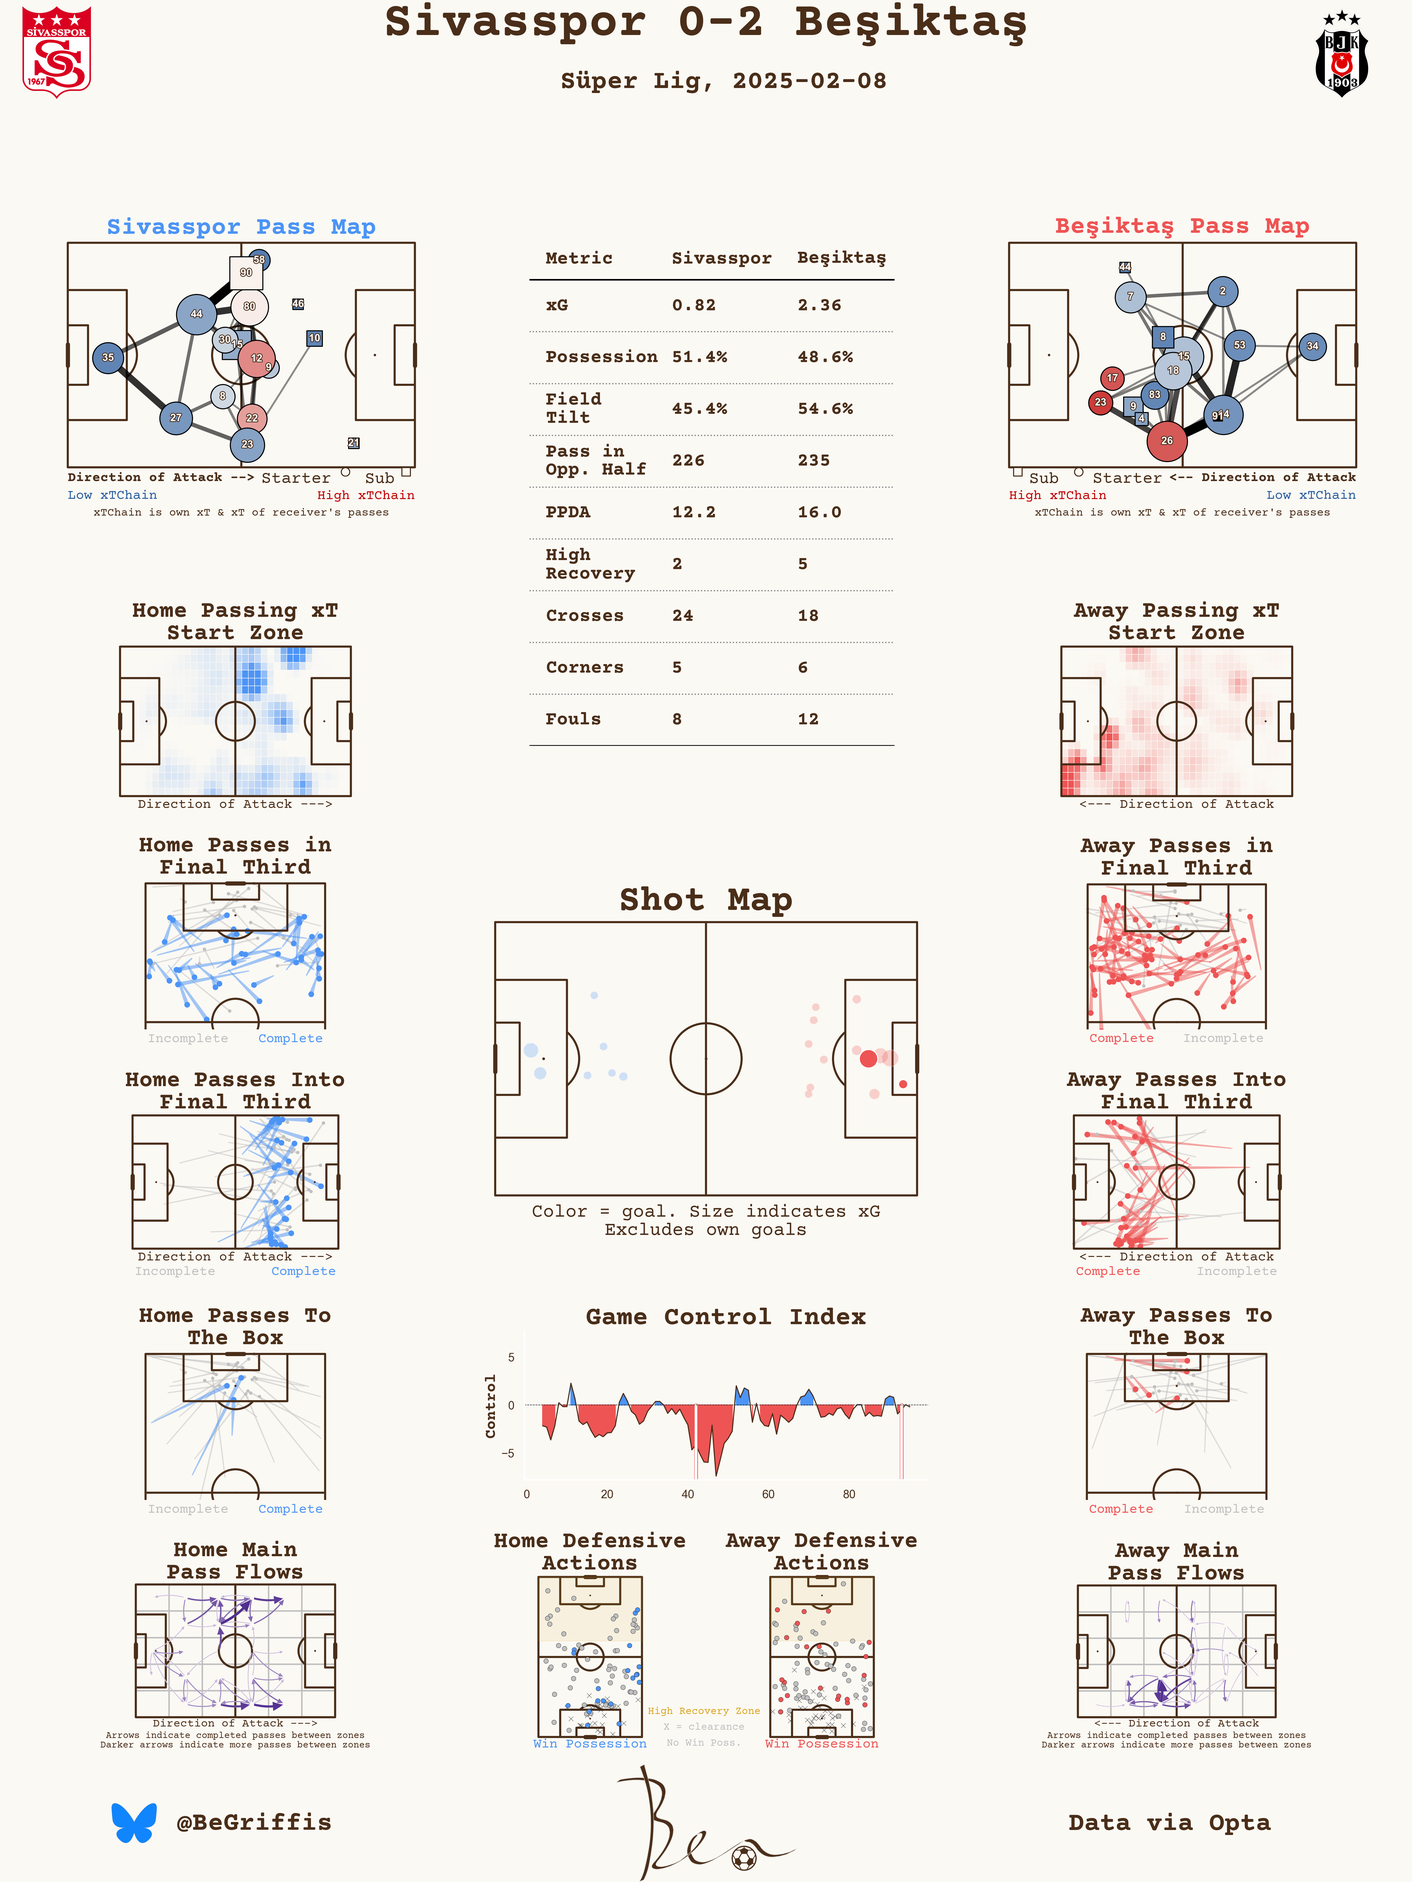 Sivasspor 0-2 Beşiktaş
Süper Lig, 2025-02-08
SİVASSPOR
1967
BJK
1903
Sivasspor Pass Map
58
90
80
46
44
30
15
10
35
12
9
8
27
22
23
21
Direction of Attack --> Starter Sub
Low xTChain High xTChain
xTChain is own xT & xT of receiver's passes
Metric Sivasspor Beşiktaş
xG 0.82 2.36
Possession 51.4% 48.6%
Field
Tilt 45.4% 54.6%
Pass in
Opp. Half 226 235
PPDA 12.2 16.0
High
Recovery 2 5
Crosses 24 18
Corners 5 6
Fouls 8 12
Beşiktaş Pass Map
44
7
2
8
15
53
34
18
17
83
23
9
4
91
26
Sub Starter <-- Direction of Attack
High xTChain Low xTChain
xTChain is own xT & xT of receiver's passes
Home Passing xT
Start Zone
Direction of Attack --->
Away Passing xT
Start Zone
<--- Direction of Attack
Home Passes in
Final Third
Incomplete Complete
Away Passes in
Final Third
Complete Incomplete
Shot Map
Color = goal. Size indicates xG
Excludes own goals
Home Passes Into
Final Third
Direction of Attack --->
Incomplete Complete
Away Passes Into
Final Third
<--- Direction of Attack
Complete Incomplete
Home Passes To
The Box
Incomplete Complete
Game Control Index
Control
5
0
−5
0 20 40 60 80
Away Passes To
The Box
Complete Incomplete
Home Main
Pass Flows
Direction of Attack --->
Arrows indicate completed passes between zones
Darker arrows indicate more passes between zones
Home Defensive
Actions
Win Possession
Away Defensive
Actions
Win Possession
High Recovery Zone
X = clearance
No Win Poss.
Away Main
Pass Flows
<--- Direction of Attack
Arrows indicate completed passes between zones
Darker arrows indicate more passes between zones
@BeGriffis
Ben
Data via Opta